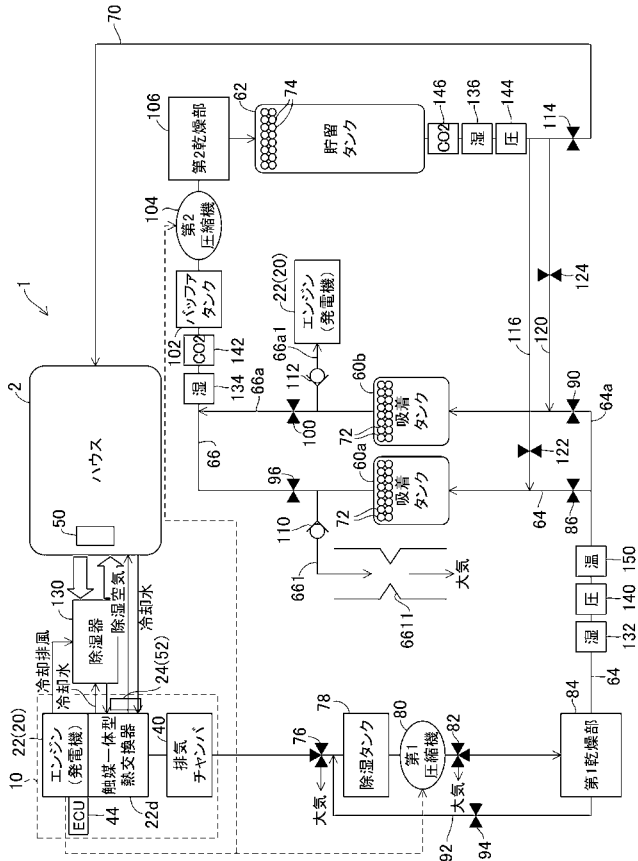 1
10
22(20)
エンジン
(発電機)
ECU
44
触媒一体型
熱交換器
22d
冷却排風
冷却水
130
除湿器
除湿空気
冷却水
24(52)
40
排気
チャンバ
2
ハウス
50
70
76
大気
78
除湿タンク
80
第1
圧縮機
82
大気
92
94
84
第1乾燥部
64
132
湿
140
圧
150
温
86
64
64a
90
122
116
120
124
60a
吸着
タンク
72
60b
吸着
タンク
72
110
661
6611
大気
96
100
112
66a1
22(20)
エンジン
(発電機)
66
66a
134
湿
142
CO2
102
バッファ
タンク
104
第2
圧縮機
106
第2乾燥部
62
74
貯留
タンク
146
CO2
136
湿
144
圧
114